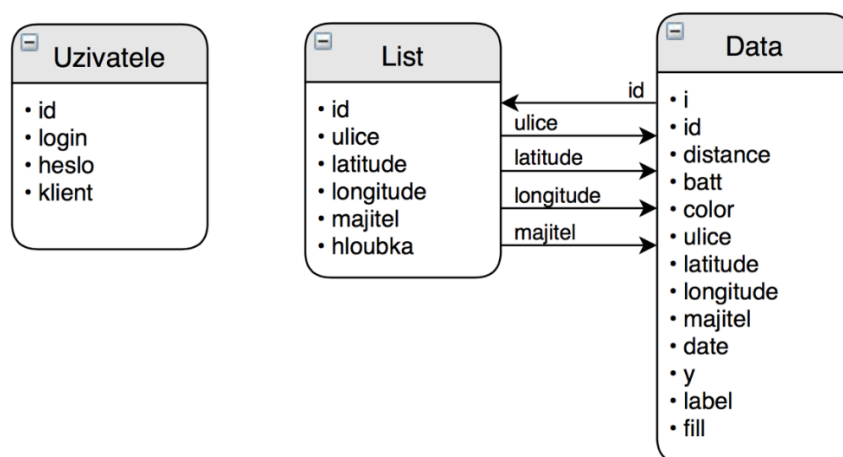 Uzivatele
• id
• login
• heslo
• klient
List
• id
• ulice
• latitude
• longitude
• majitel
• hloubka
id
ulice
latitude
longitude
majitel
Data
• i
• id
• distance
• batt
• color
• ulice
• latitude
• longitude
• majitel
• date
• y
• label
• fill